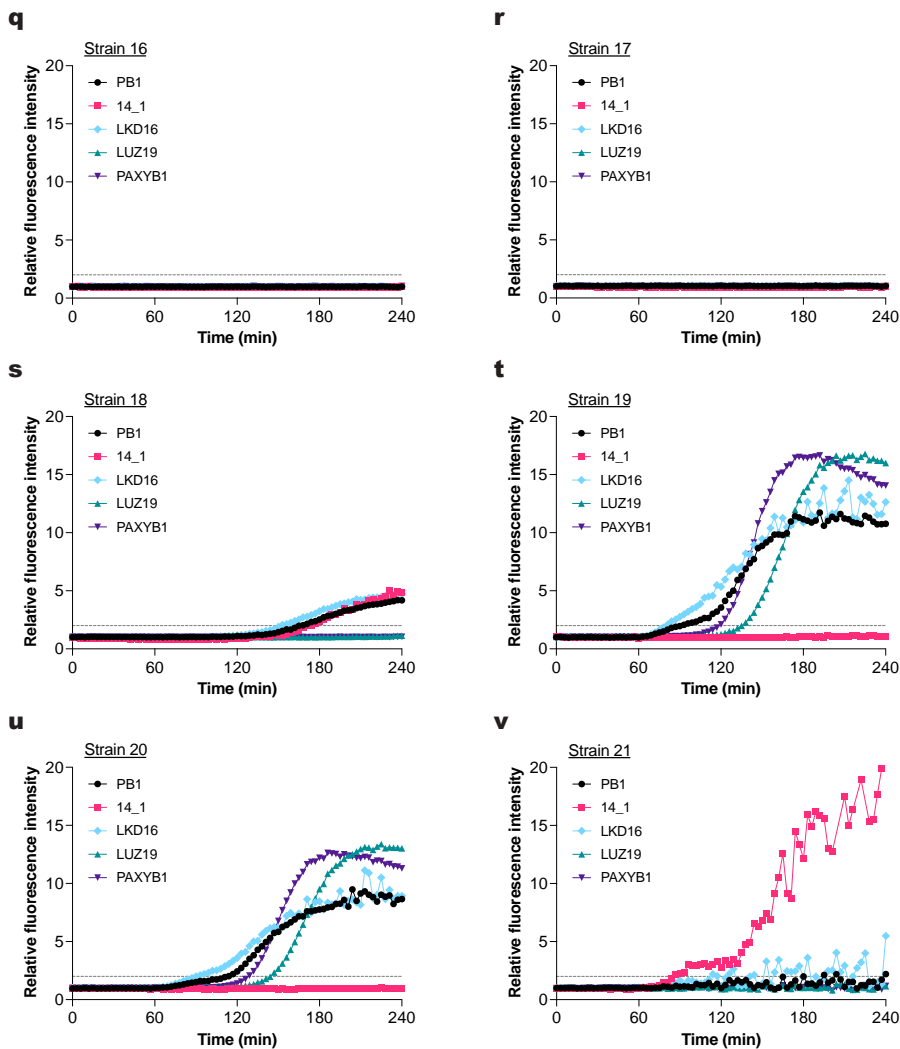 q
Strain 16
Relative fluorescence intensity
20
15
10
5
0
PB1
14_1
LKD16
LUZ19
PAXYB1
0 60 120 180 240
Time (min)
r
Strain 17
Relative fluorescence intensity
20
15
10
5
0
PB1
14_1
LKD16
LUZ19
PAXYB1
0 60 120 180 240
Time (min)
s
Strain 18
Relative fluorescence intensity
20
15
10
5
0
PB1
14_1
LKD16
LUZ19
PAXYB1
0 60 120 180 240
Time (min)
t
Strain 19
Relative fluorescence intensity
20
15
10
5
0
PB1
14_1
LKD16
LUZ19
PAXYB1
0 60 120 180 240
Time (min)
u
Strain 20
Relative fluorescence intensity
20
15
10
5
0
PB1
14_1
LKD16
LUZ19
PAXYB1
0 60 120 180 240
Time (min)
v
Strain 21
Relative fluorescence intensity
20
15
10
5
0
PB1
14_1
LKD16
LUZ19
PAXYB1
0 60 120 180 240
Time (min)